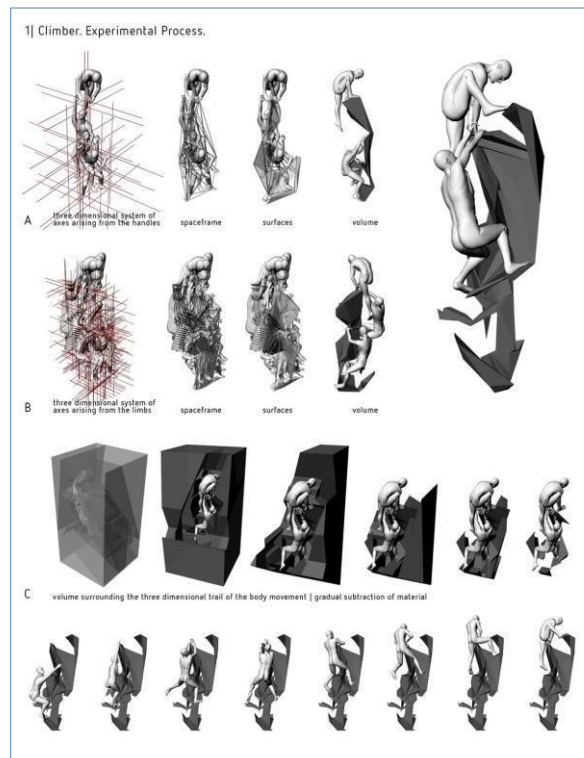 1| Climber. Experimental Process.
A
three dimensional system of
axes arising from the handles
spaceframe
surfaces
volume
B
three dimensional system of
axes arising from the limbs
spaceframe
surfaces
volume
C
volume surrounding the three dimensional trail of the body movement | gradual subtraction of material